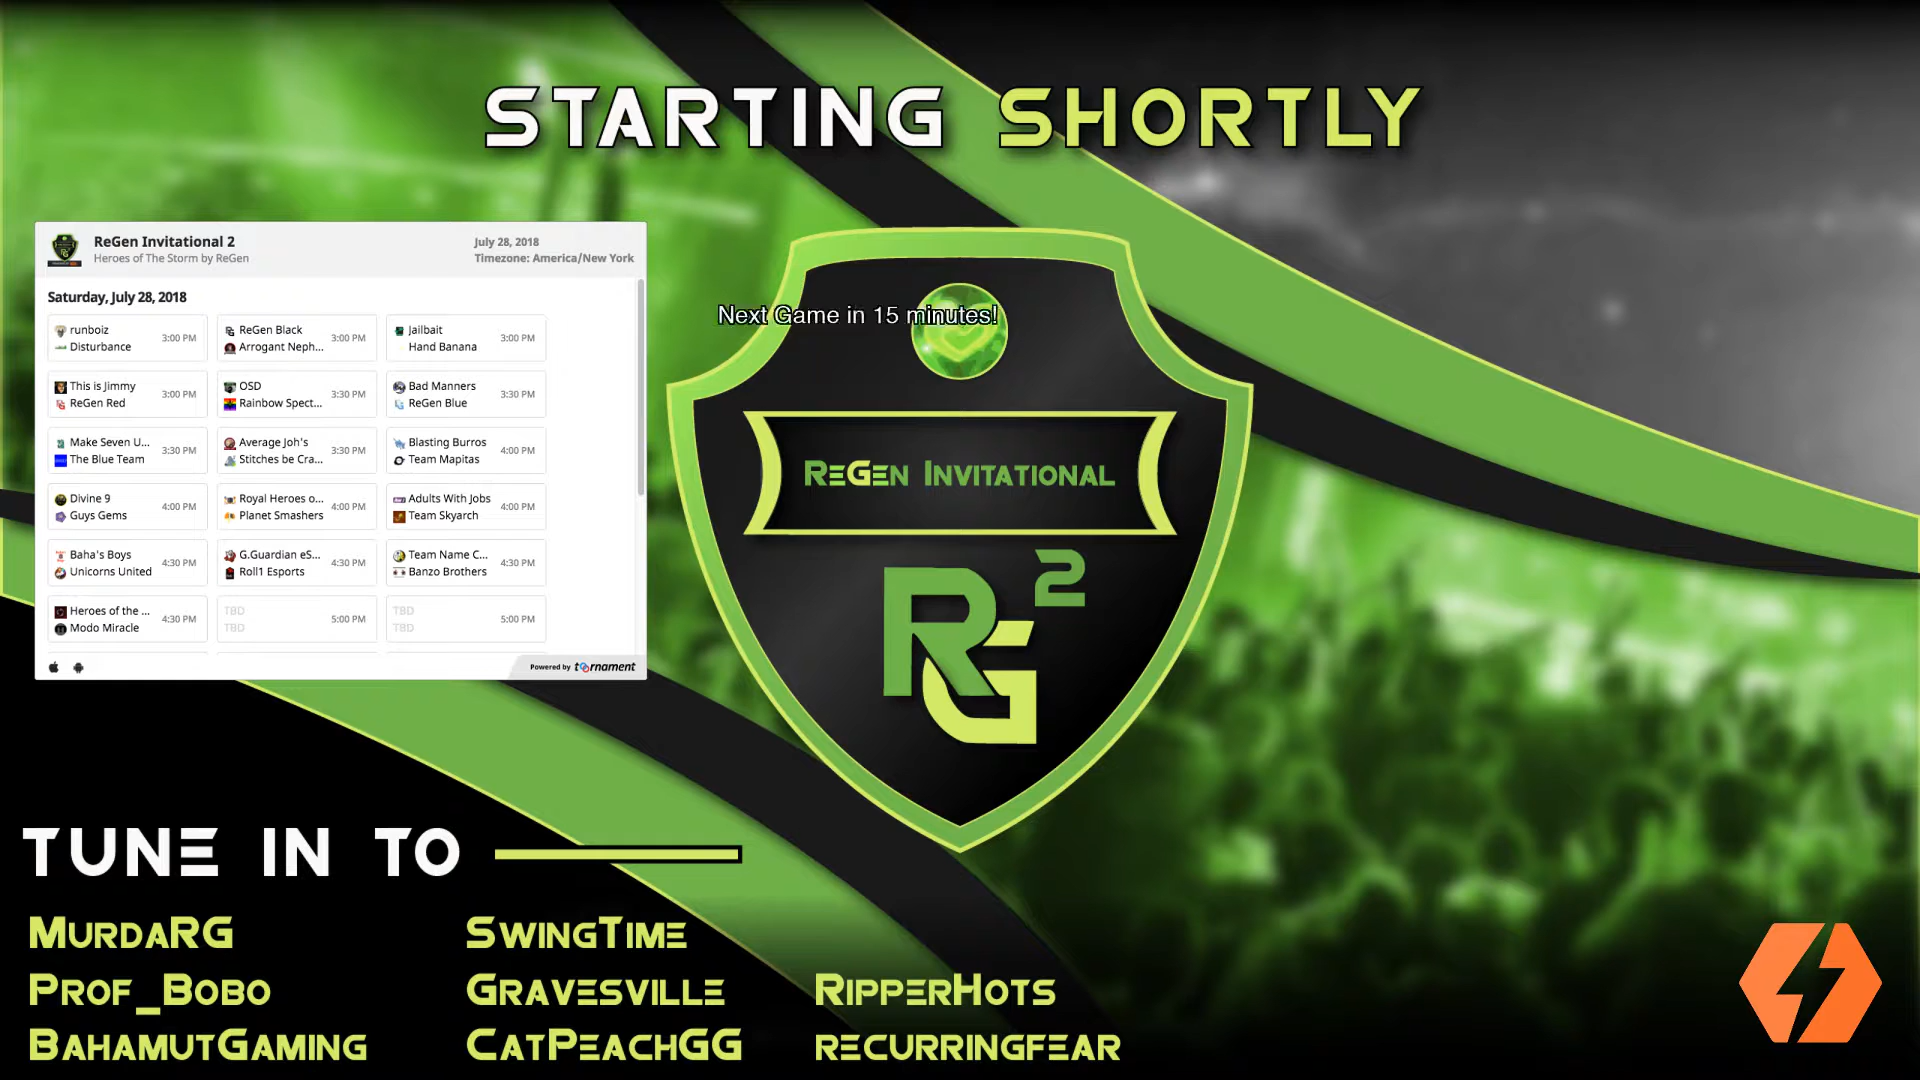 STARTING SHORTLY
ReGen Invitational 2
Heroes of The Storm by ReGen
July 28, 2018
Timezone: America/New York
Saturday, July 28, 2018
runboiz
Disturbance
3:00 PM
ReGen Black
Arrogant Neph...
3:00 PM
Jailbait
Hand Banana
3:00 PM
This is Jimmy
ReGen Red
3:00 PM
OSD
Rainbow Spect...
3:30 PM
Bad Manners
ReGen Blue
3:30 PM
Make Seven U...
The Blue Team
3:30 PM
Average Joh's
Stitches be Cra...
3:30 PM
Blasting Burros
Team Mapitas
4:00 PM
Divine 9
Guys Gems
4:00 PM
Royal Heroes o...
Planet Smashers
4:00 PM
Adults With Jobs
Team Skyarch
4:00 PM
Baha's Boys
Unicorns United
4:30 PM
G.Guardian eS...
Roll1 Esports
4:30 PM
Team Name C...
Banzo Brothers
4:30 PM
Heroes of the ...
Modo Miracle
4:30 PM
TBD
TBD
5:00 PM
TBD
TBD
5:00 PM
Powered by toornament
Next Game in 15 minutes!
ReGen Invitational
RG 2
TUNE IN TO
MurdaRG
Prof_Bobo
BahamutGaming
SwingTime
Gravesville
CatPeachGG
RipperHots
recurringfear